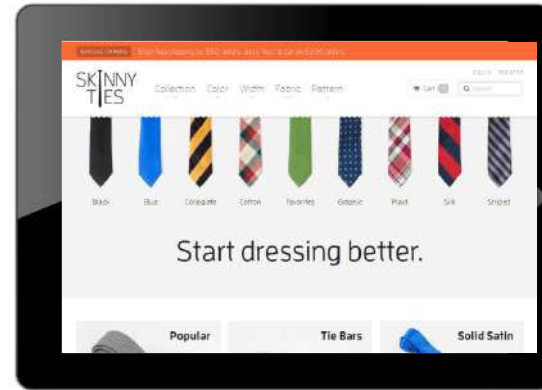 SKINNY
TIES
Collection Color Width Fabric Pattern
Cart
Black Blue Collegiate Cotton Favorites Graphic Plaid Silk Striped
Start dressing better.
Popular Tie Bars Solid Satin